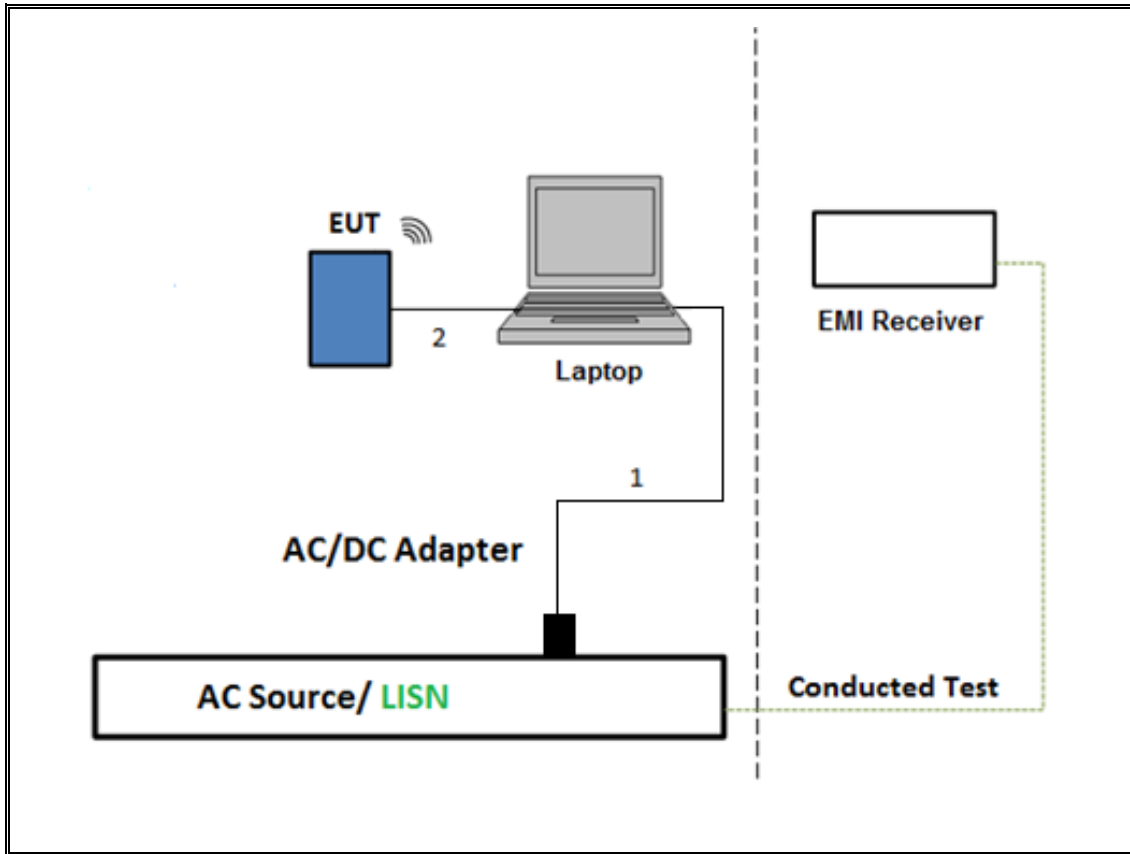 EUT
2
Laptop
EMI Receiver
1
AC/DC Adapter
AC Source/ LISN
Conducted Test